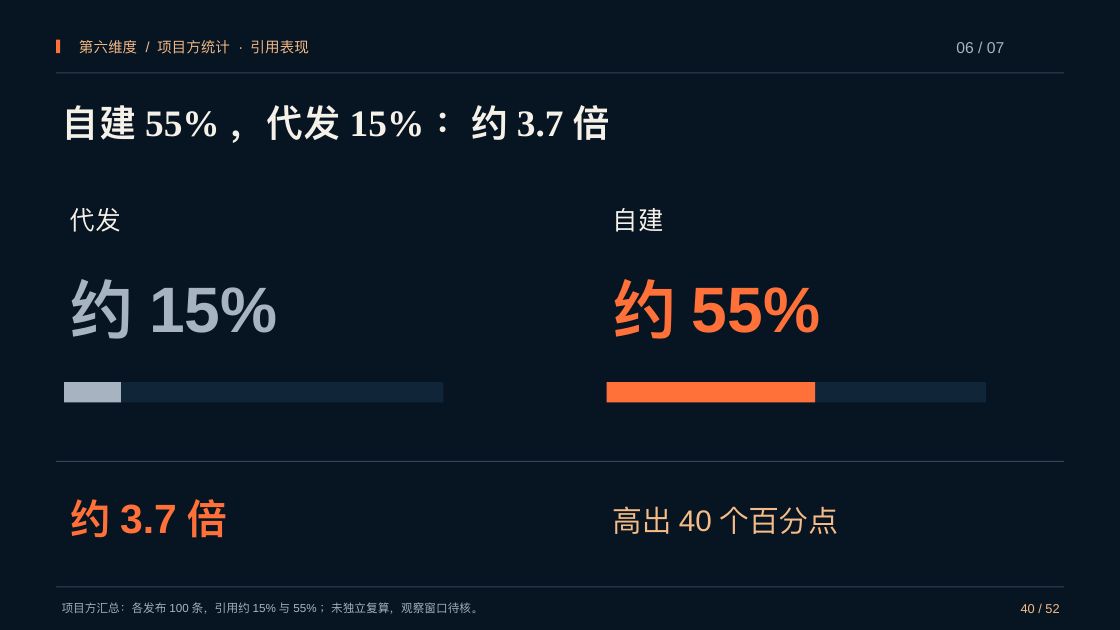 第六维度 / 项目方统计 · 引用表现
06 / 07
自建 55%，代发 15%：约 3.7 倍
代发
自建
约 15%
约 55%
约 3.7 倍
高出 40 个百分点
项目方汇总：各发布 100 条，引用约 15% 与 55%；未独立复算，观察窗口待核。
40 / 52